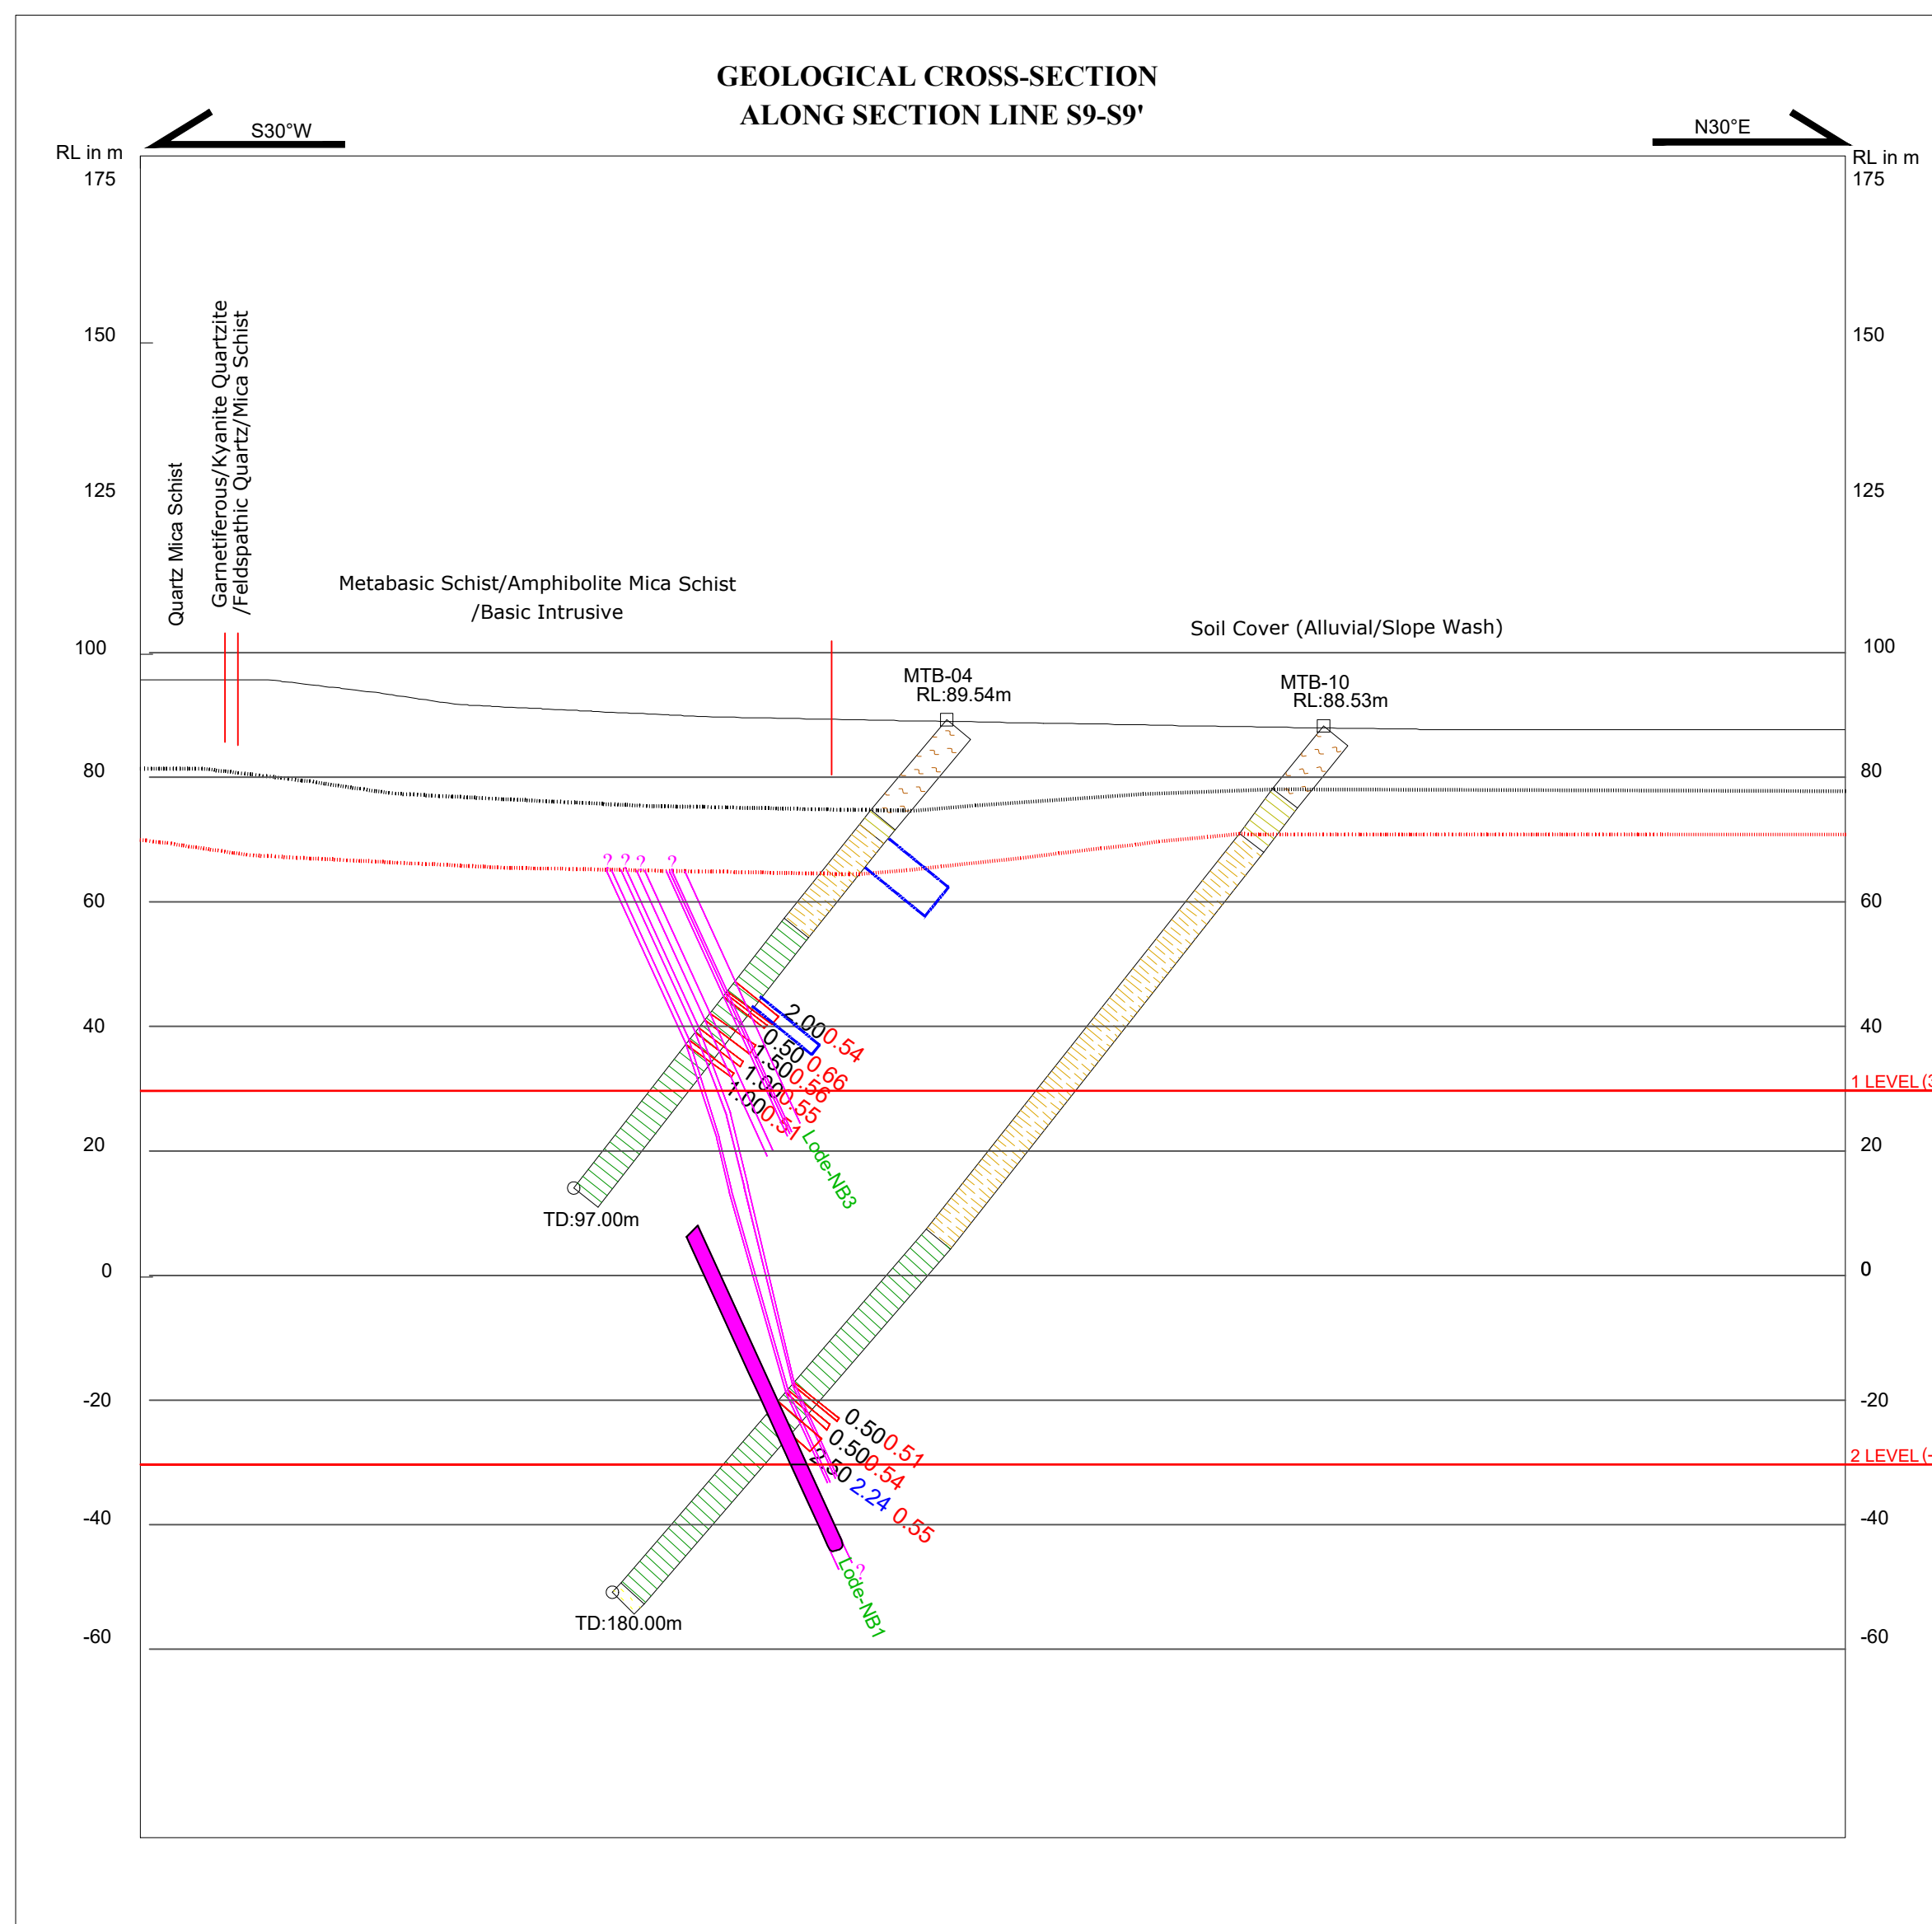 GEOLOGICAL CROSS-SECTION
ALONG SECTION LINE S9-S9'
S30°W
N30°E
RL in m
RL in m
175
175
150
150
125
125
Quartz Mica Schist
Garnetiferous/Kyanite Quartzite
/Feldspathic Quartz/Mica Schist
Metabasic Schist/Amphibolite Mica Schist
/Basic Intrusive
Soil Cover (Alluvial/Slope Wash)
100
100
MTB-04
RL:89.54m
MTB-10
RL:88.53m
80
80
? ? ? ?
60
60
40
40
2.00 0.54
0.50 0.66
1.50 0.56
1.00 0.55
1.00 0.51
1 LEVEL (3
Lode-NB3
20
20
TD:97.00m
0
0
-20
-20
0.50 0.51
0.50 0.54
2.50 2.24 0.55
2 LEVEL (-
-40
-40
?
Lode-NB1
TD:180.00m
-60
-60